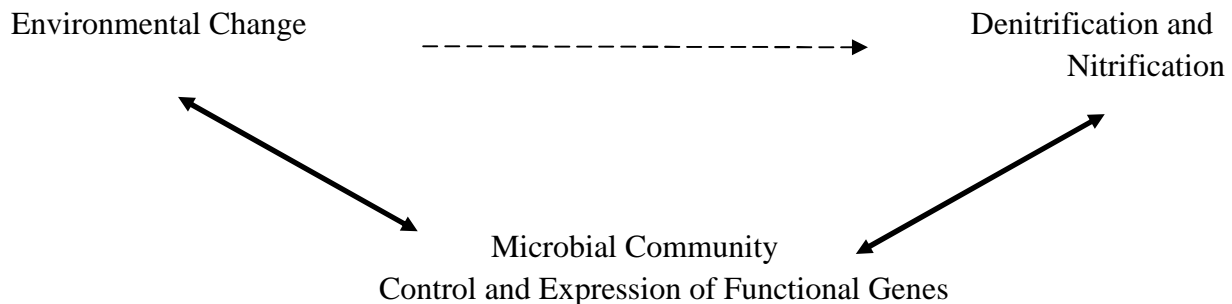 Environmental Change
Denitrification and
Nitrification
Microbial Community
Control and Expression of Functional Genes